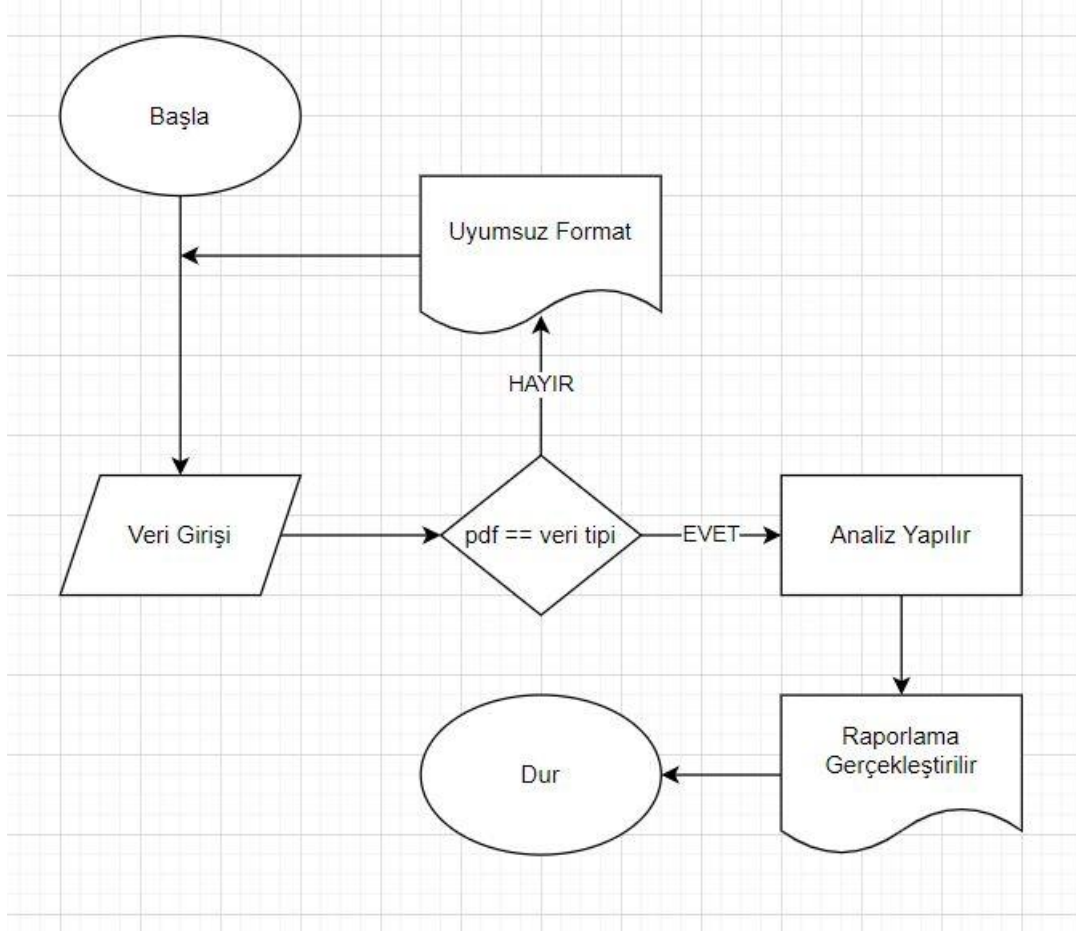 Başla
Uyumsuz Format
HAYIR
Veri Girişi
pdf == veri tipi
EVET
Analiz Yapılır
Raporlama
Gerçekleştirilir
Dur